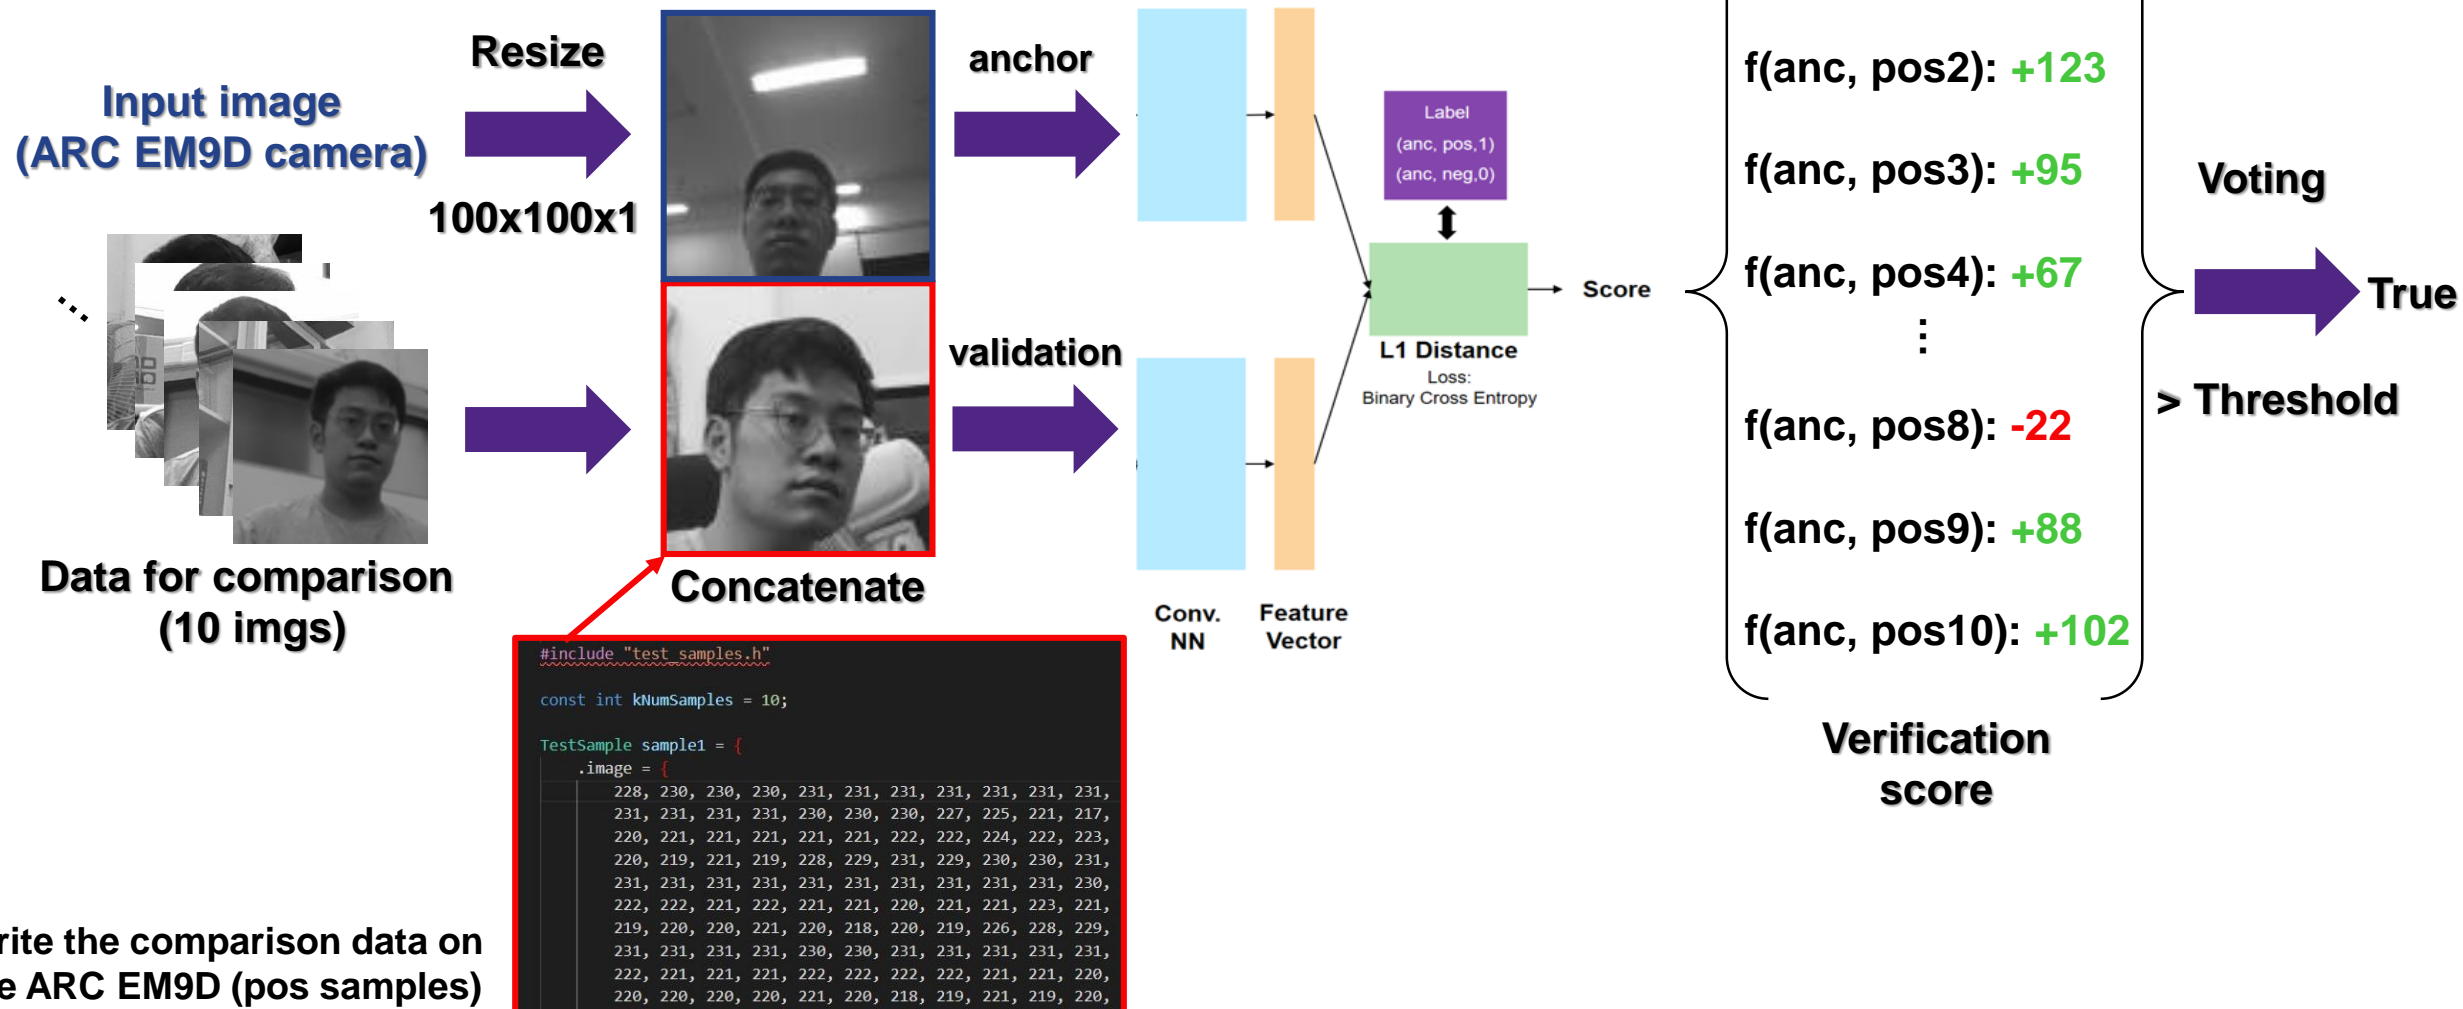 Input image
(ARC EM9D camera)
Resize
100x100x1
anchor
Data for comparison
(10 imgs)
Concatenate
validation
Label
(anc, pos,1)
(anc, neg,0)
L1 Distance
Loss:
Binary Cross Entropy
Score
Conv.
NN
Feature
Vector
f(anc, pos2): +123
f(anc, pos3): +95
f(anc, pos4): +67
⋮
f(anc, pos8): -22
f(anc, pos9): +88
f(anc, pos10): +102
Verification
score
Voting
> Threshold
True
#include "test_samples.h"
const int kNumSamples = 10;
TestSample sample1 = {
.image = {
228, 230, 230, 230, 231, 231, 231, 231, 231, 231, 231,
231, 231, 231, 231, 230, 230, 230, 227, 225, 221, 217,
220, 221, 221, 221, 221, 221, 222, 222, 224, 222, 223,
220, 219, 221, 219, 228, 229, 231, 229, 230, 230, 231,
231, 231, 231, 231, 231, 231, 231, 231, 231, 231, 230,
222, 222, 221, 222, 221, 221, 220, 221, 221, 223, 221,
219, 220, 220, 221, 220, 218, 220, 219, 226, 228, 229,
231, 231, 231, 231, 230, 230, 231, 231, 231, 231, 231,
222, 221, 221, 221, 222, 222, 222, 222, 221, 221, 220,
220, 220, 220, 220, 221, 220, 218, 219, 221, 219, 220,
rite the comparison data on
e ARC EM9D (pos samples)